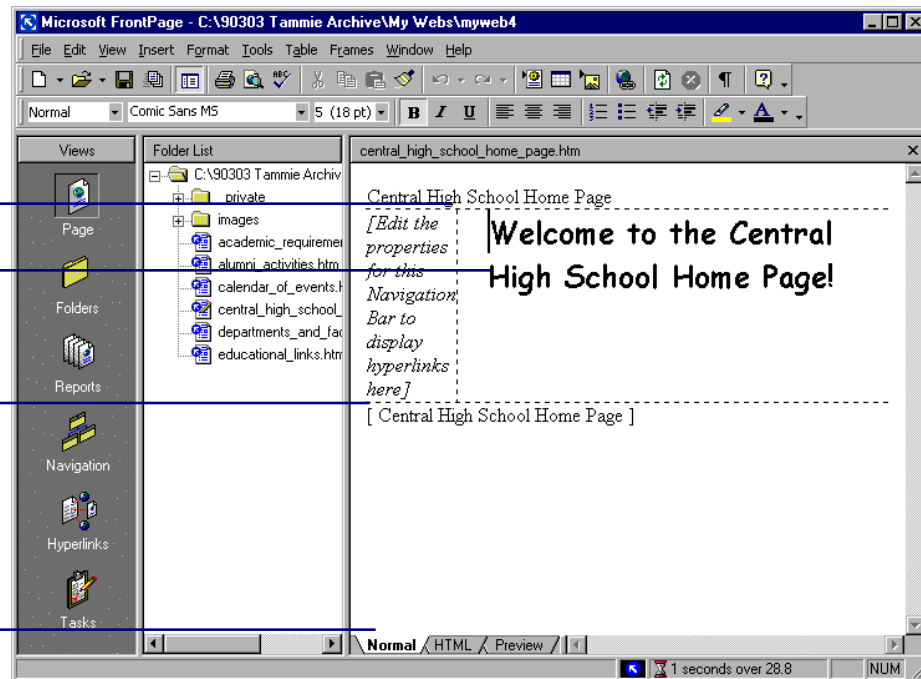 Microsoft FrontPage - C:\90303 Tammie Archive\My Webs\myweb4
File Edit View Insert Format Tools Table Frames Window Help
Normal Comic Sans MS 5 (18 pt) B I U A
Views
Page
Folders
Reports
Navigation
Hyperlinks
Tasks
Folder List
C:\90303 Tammie Archiv
_private
images
academic_requiremen
alumni_activities.htm
calendar_of_events.h
central_high_school_
departments_and_fac
educational_links.htm
central_high_school_home_page.htm
Central High School Home Page
[Edit the
properties
for this
Navigation
Bar to
display
hyperlinks
here]
Welcome to the Central
High School Home Page!
[ Central High School Home Page ]
Normal HTML Preview
1 seconds over 28.8 NUM